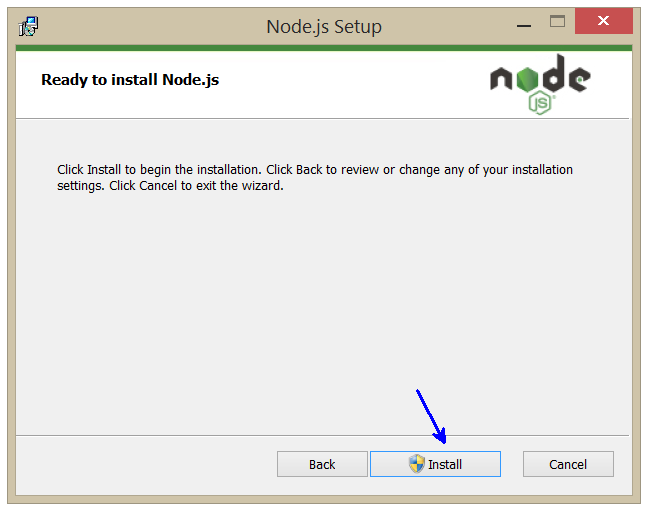 Node.js Setup
Ready to install Node.js
node
JS
Click Install to begin the installation. Click Back to review or change any of your installation
settings. Click Cancel to exit the wizard.
Back
Install
Cancel